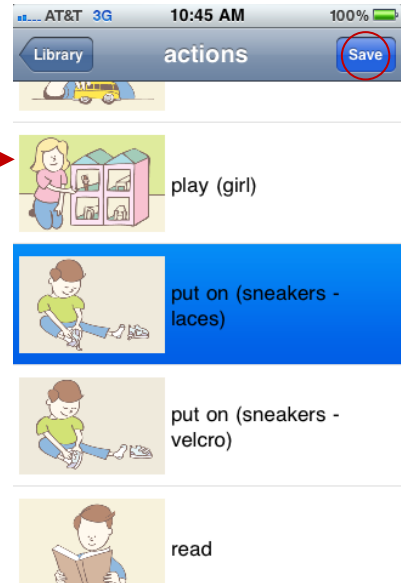 AT&T 3G 10:45 AM 100%
Library actions Save
play (girl)
put on (sneakers -
laces)
put on (sneakers -
velcro)
read